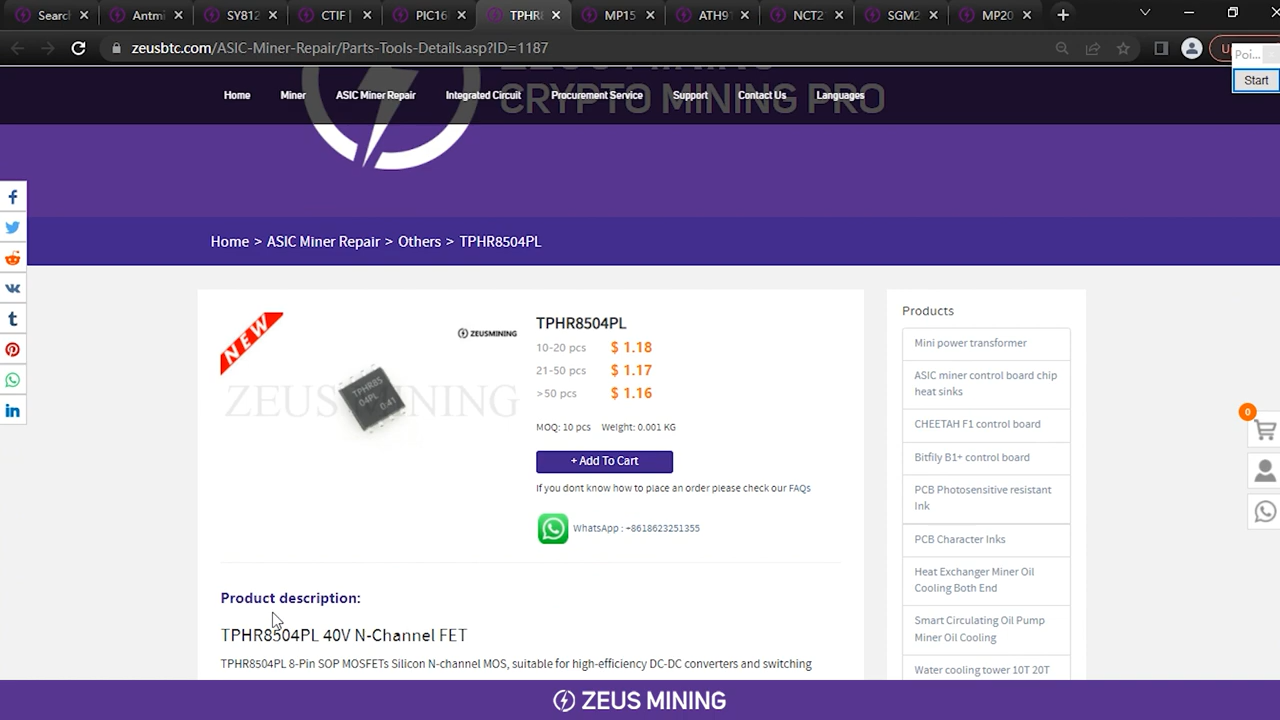 Search
Antmi
SY812
CTIF |
PIC16
TPHR
MP15
ATH9
NCT2
SGM2
MP20
zeusbtc.com/ASIC-Miner-Repair/Parts-Tools-Details.asp?ID=1187
Poi...
Start
CRYPTO MINING PRO
Home Miner ASIC Miner Repair Integrated Circuit Procurement Service Support Contact Us Languages
Home > ASIC Miner Repair > Others > TPHR8504PL
NEW
ZEUSMINING
ZEUS MINING
TPHR85
04PL
041
TPHR8504PL
10-20 pcs $ 1.18
21-50 pcs $ 1.17
>50 pcs $ 1.16
MOQ: 10 pcs Weight: 0.001 KG
+ Add To Cart
If you dont know how to place an order please check our FAQs
WhatsApp : +8618623251355
Product description:
TPHR8504PL 40V N-Channel FET
TPHR8504PL 8-Pin SOP MOSFETs Silicon N-channel MOS, suitable for high-efficiency DC-DC converters and switching
Products
Mini power transformer
ASIC miner control board chip
heat sinks
CHEETAH F1 control board
Bitfily B1+ control board
PCB Photosensitive resistant
Ink
PCB Character Inks
Heat Exchanger Miner Oil
Cooling Both End
Smart Circulating Oil Pump
Miner Oil Cooling
Water cooling tower 10T 20T
0
ZEUS MINING